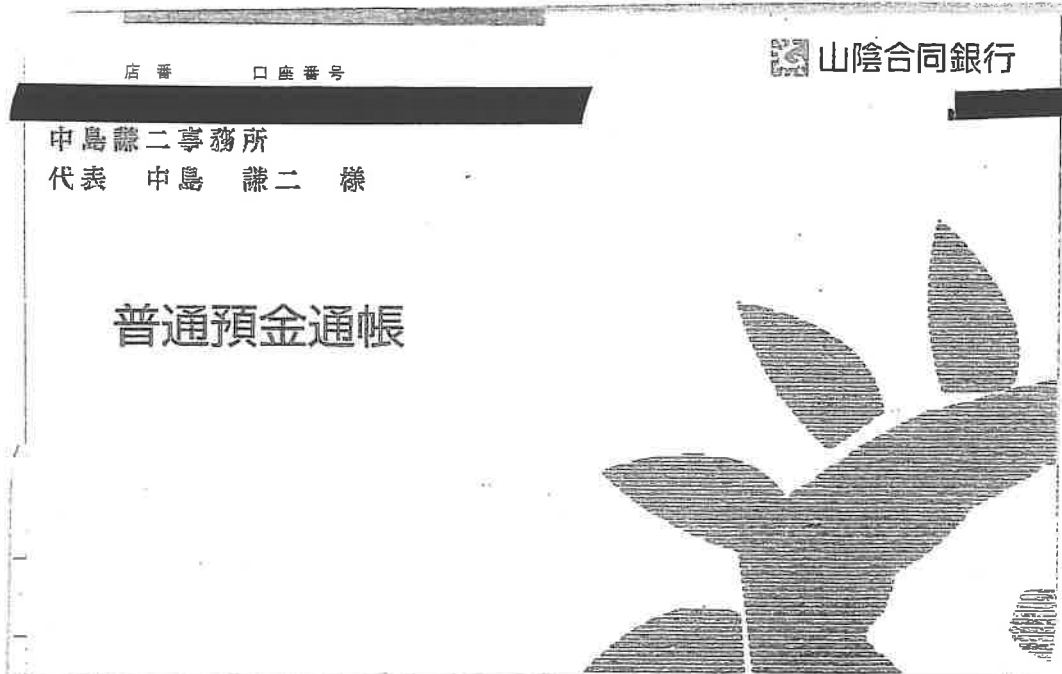 山陰合同銀行
店番 口座番号
中島謙二事務所
代表 中島 謙二 様
普通預金通帳